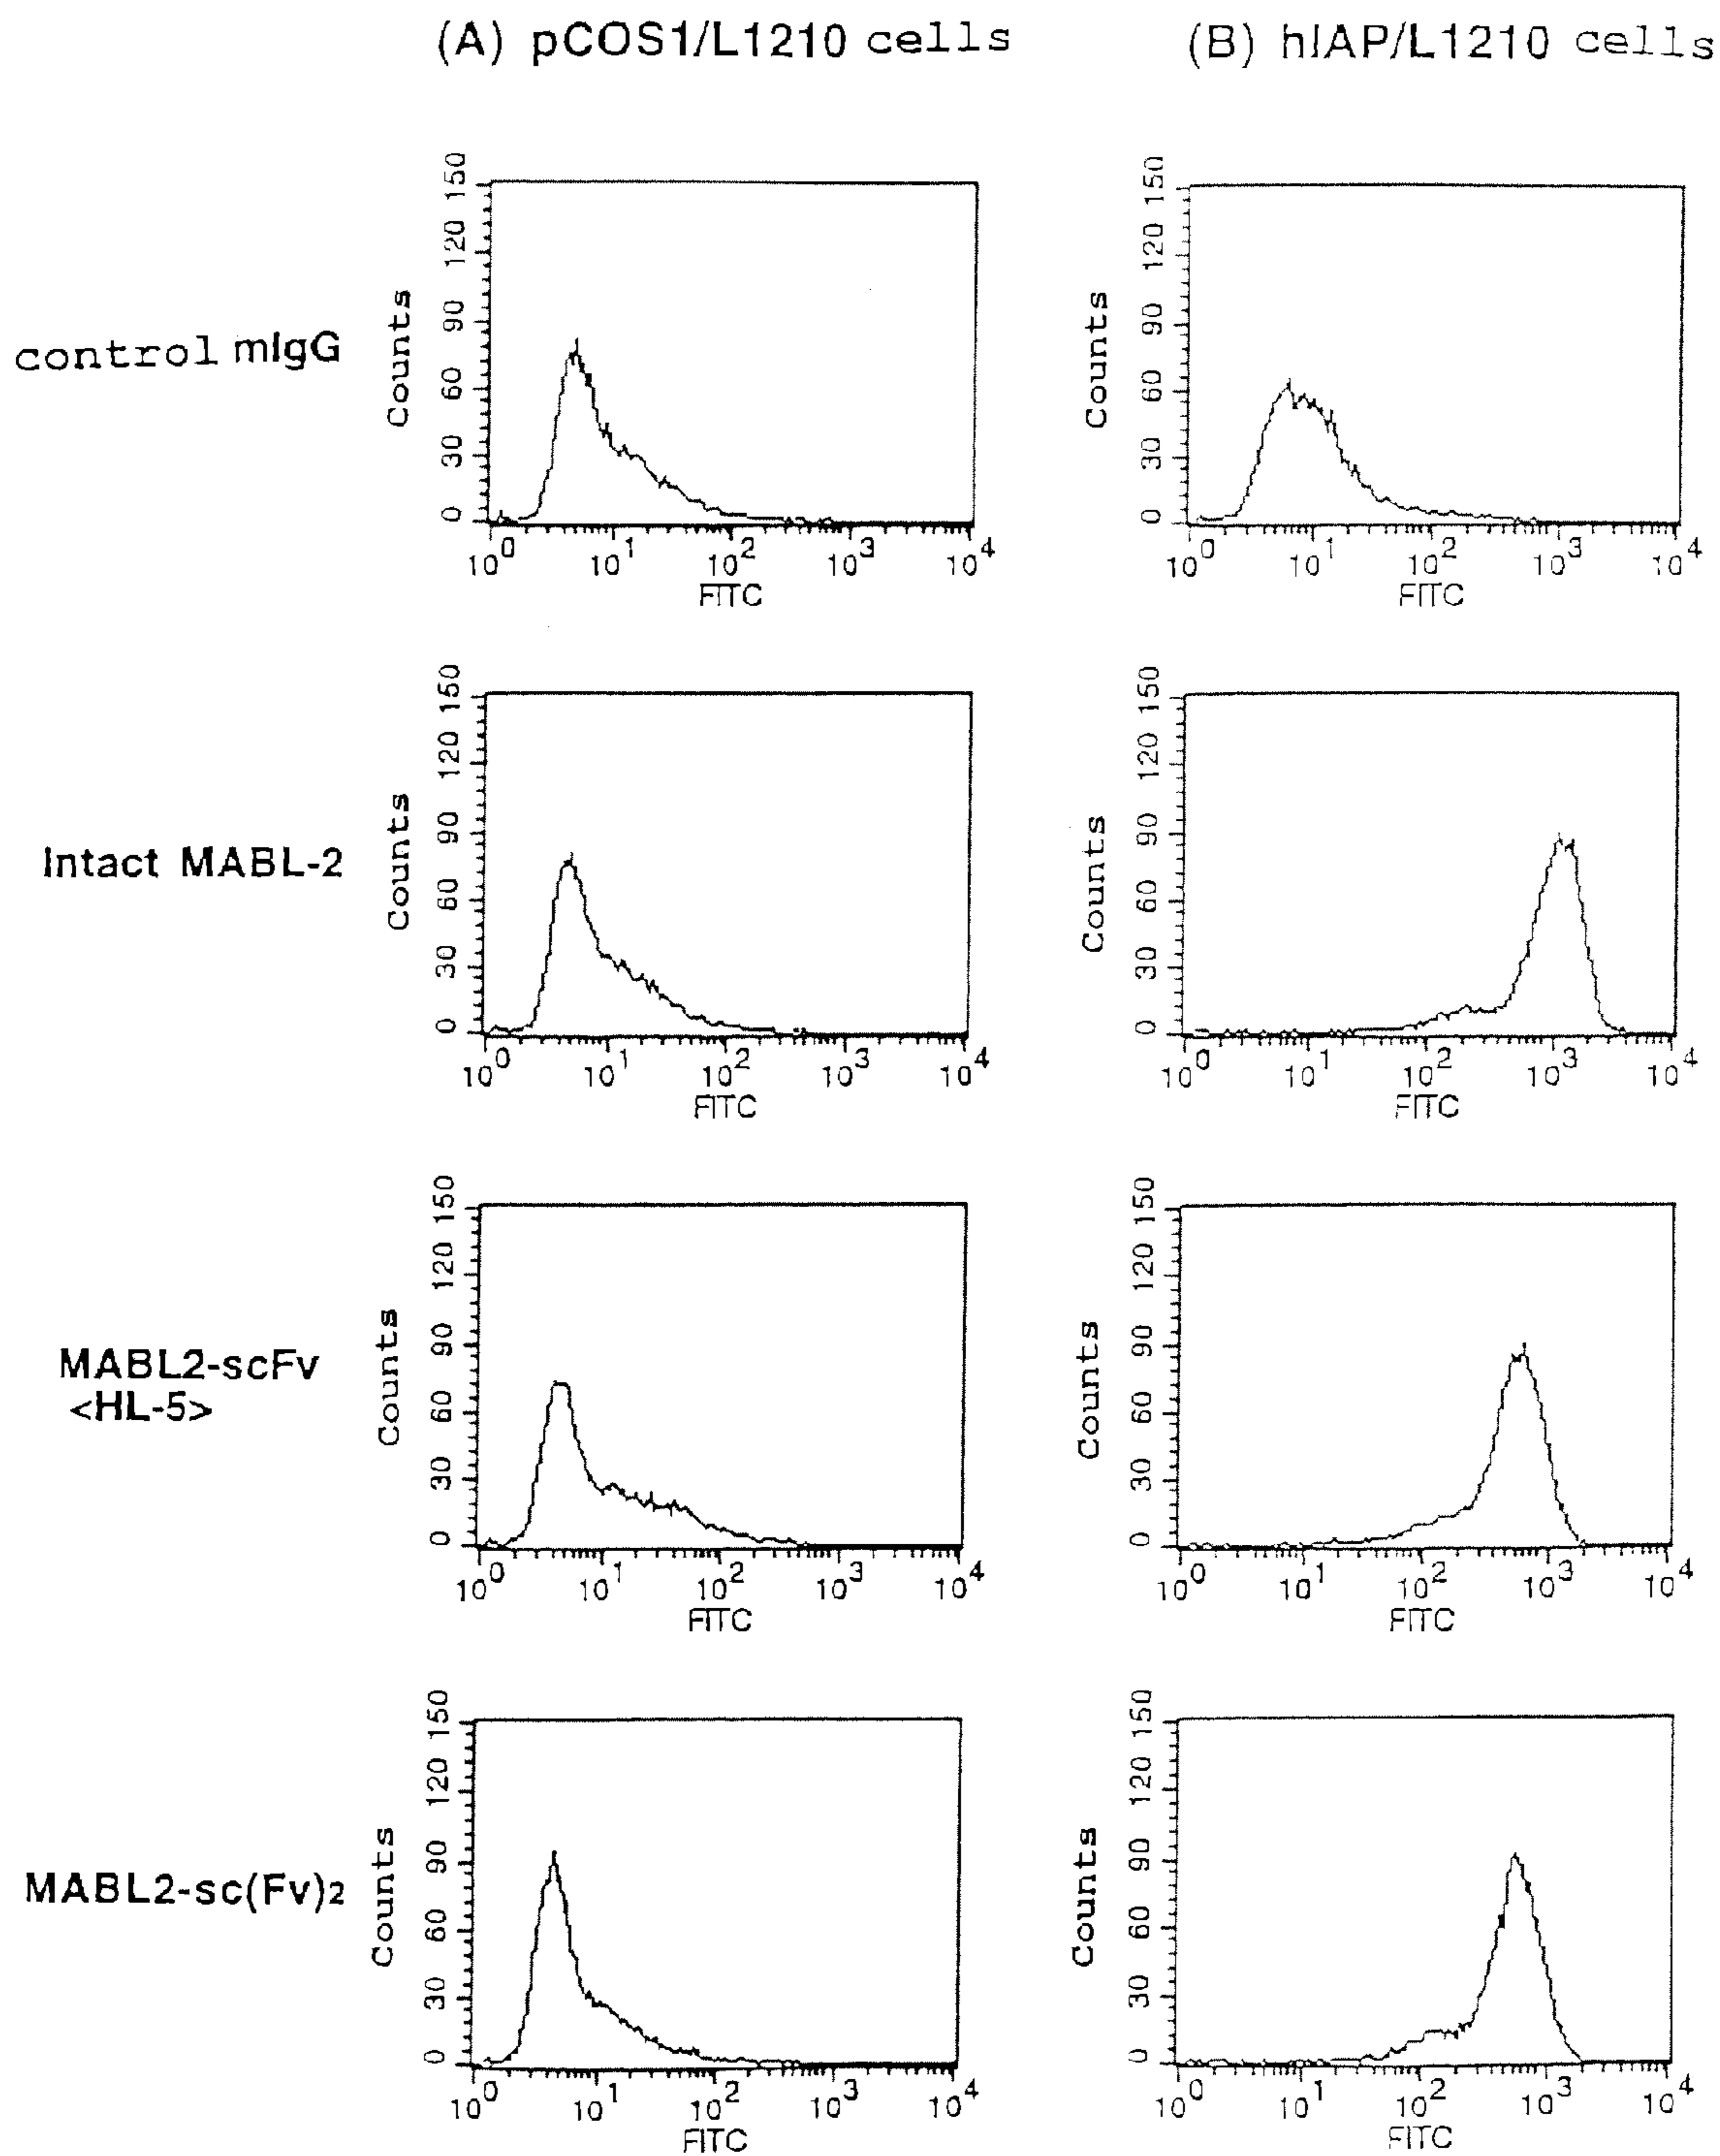 (A) pCOS1/L1210 cells
(B) hIAP/L1210 cells
control mIgG
Counts
150
120
90
60
30
0
10⁰ 10¹ 10² 10³ 10⁴
FITC
Counts
150
120
90
60
30
0
10⁰ 10¹ 10² 10³ 10⁴
FITC
Intact MABL-2
Counts
150
120
90
60
30
0
10⁰ 10¹ 10² 10³ 10⁴
FITC
Counts
150
120
90
60
30
0
10⁰ 10¹ 10² 10³ 10⁴
FITC
MABL2-scFv
<HL-5>
Counts
150
120
90
60
30
0
10⁰ 10¹ 10² 10³ 10⁴
FITC
Counts
150
120
90
60
30
0
10⁰ 10¹ 10² 10³ 10⁴
FITC
MABL2-sc(Fv)₂
Counts
150
120
90
60
30
0
10⁰ 10¹ 10² 10³ 10⁴
FITC
Counts
150
120
90
60
30
0
10⁰ 10¹ 10² 10³ 10⁴
FITC